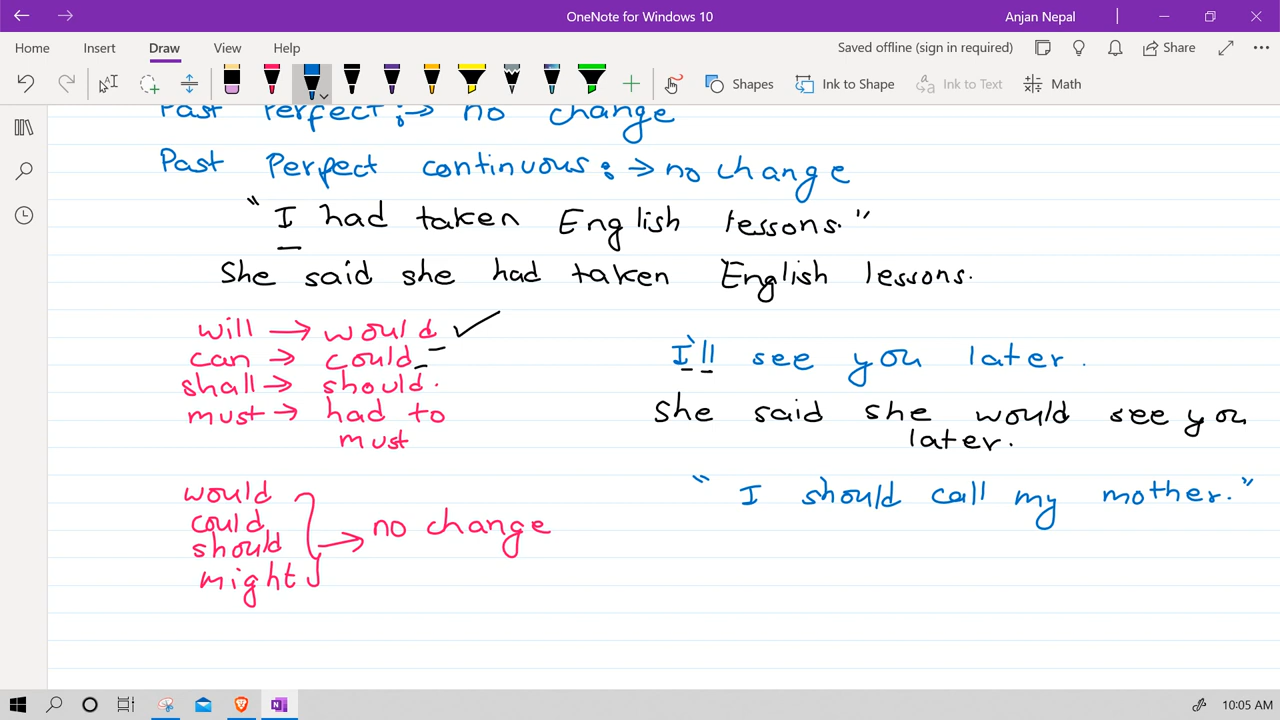 OneNote for Windows 10
Anjan Nepal
Home Insert Draw View Help
Saved offline (sign in required)
Share
Shapes
Ink to Shape
Ink to Text
Math
Past Perfect :→ no change
Past Perfect continuous : → no change
"I had taken English lessons."
She said she had taken English lessons.
will → would ✓
can → could
shall → should.
must → had to
must
I'll see you later.
She said she would see you
later.
would
could
should
might
→ no change
"I should call my mother."
10:05 AM